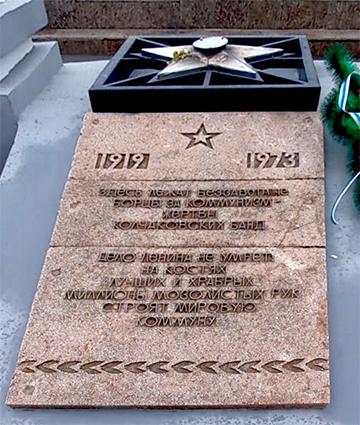 1919 1973
ЗДЕСЬ ЛЕЖАТ БЕЗЗАВЕТНЫЕ
БОРЦЫ ЗА КОММУНИЗМ -
ЖЕРТВЫ
КОЛЧАКОВСКИХ БАНД
ДЕЛО ЛЕНИНА НЕ УМРЕТ
НА КОСТЯХ
ЛУЧШИХ И ХРАБРЫХ
МИЛЛИОНЫ МОЗОЛИСТЫХ РУК
СТРОЯТ МИРОВУЮ
КОММУНУ